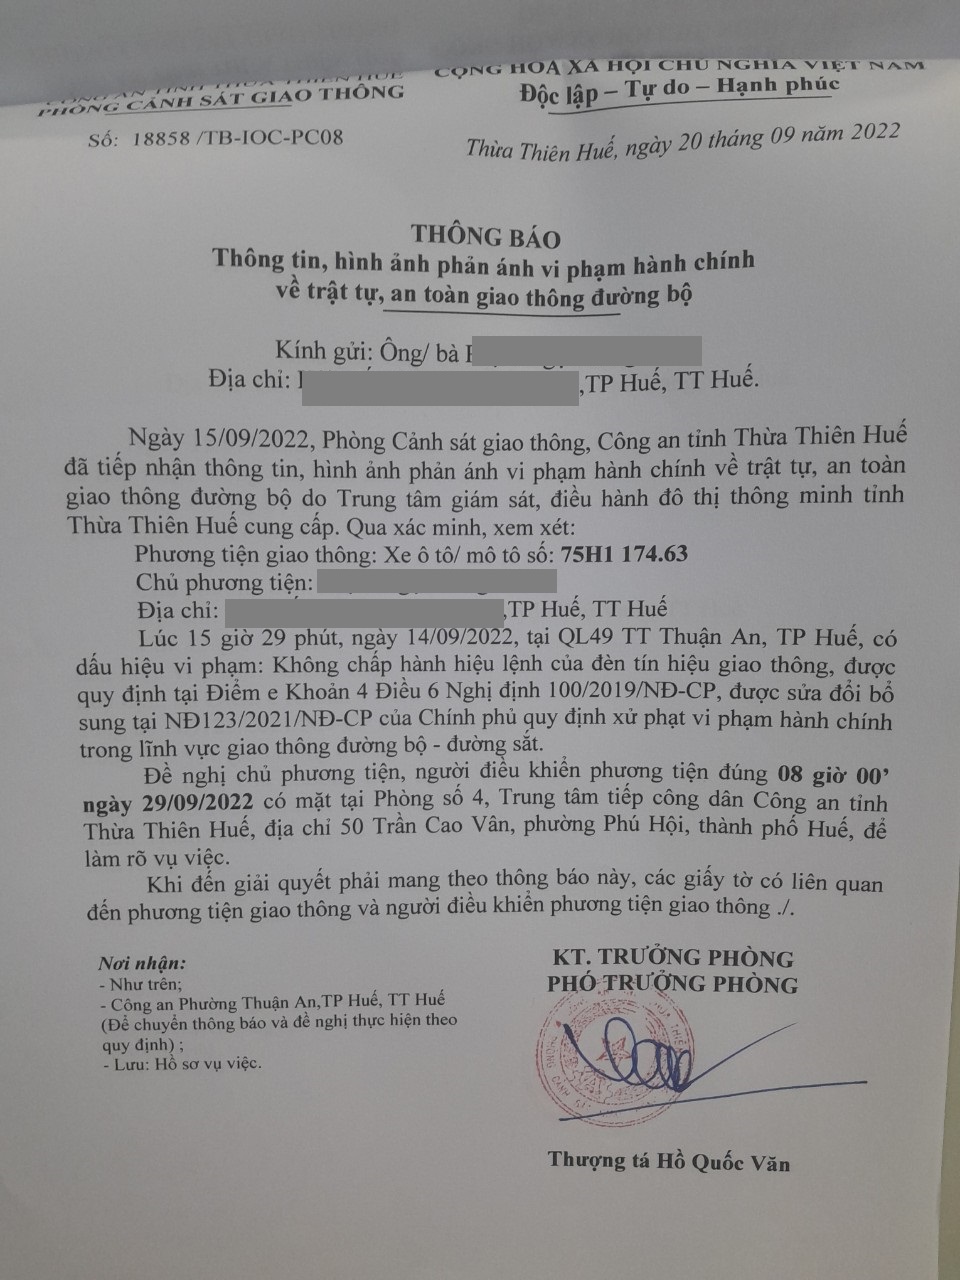 CÔNG AN TỈNH THỪA THIÊN HUẾ
CỘNG HOÀ XÃ HỘI CHỦ NGHĨA VIỆT NAM
PHÒNG CẢNH SÁT GIAO THÔNG
Độc lập – Tự do – Hạnh phúc
Số: 18858 /TB-IOC-PC08
Thừa Thiên Huế, ngày 20 tháng 09 năm 2022
THÔNG BÁO
Thông tin, hình ảnh phản ánh vi phạm hành chính
về trật tự, an toàn giao thông đường bộ
Kính gửi: Ông/ bà
Địa chỉ: ,TP Huế, TT Huế.
Ngày 15/09/2022, Phòng Cảnh sát giao thông, Công an tỉnh Thừa Thiên Huế
đã tiếp nhận thông tin, hình ảnh phản ánh vi phạm hành chính về trật tự, an toàn
giao thông đường bộ do Trung tâm giám sát, điều hành đô thị thông minh tỉnh
Thừa Thiên Huế cung cấp. Qua xác minh, xem xét:
Phương tiện giao thông: Xe ô tô/ mô tô số: 75H1 174.63
Chủ phương tiện:
Địa chỉ: ,TP Huế, TT Huế
Lúc 15 giờ 29 phút, ngày 14/09/2022, tại QL49 TT Thuận An, TP Huế, có
dấu hiệu vi phạm: Không chấp hành hiệu lệnh của đèn tín hiệu giao thông, được
quy định tại Điểm e Khoản 4 Điều 6 Nghị định 100/2019/NĐ-CP, được sửa đổi bổ
sung tại NĐ123/2021/NĐ-CP của Chính phủ quy định xử phạt vi phạm hành chính
trong lĩnh vực giao thông đường bộ - đường sắt.
Đề nghị chủ phương tiện, người điều khiển phương tiện đúng 08 giờ 00’
ngày 29/09/2022 có mặt tại Phòng số 4, Trung tâm tiếp công dân Công an tỉnh
Thừa Thiên Huế, địa chỉ 50 Trần Cao Vân, phường Phú Hội, thành phố Huế, để
làm rõ vụ việc.
Khi đến giải quyết phải mang theo thông báo này, các giấy tờ có liên quan
đến phương tiện giao thông và người điều khiển phương tiện giao thông ./.
Nơi nhận:
- Như trên;
- Công an Phường Thuận An,TP Huế, TT Huế
(Để chuyển thông báo và đề nghị thực hiện theo
quy định) ;
- Lưu: Hồ sơ vụ việc.
KT. TRƯỞNG PHÒNG
PHÓ TRƯỞNG PHÒNG
Thượng tá Hồ Quốc Văn